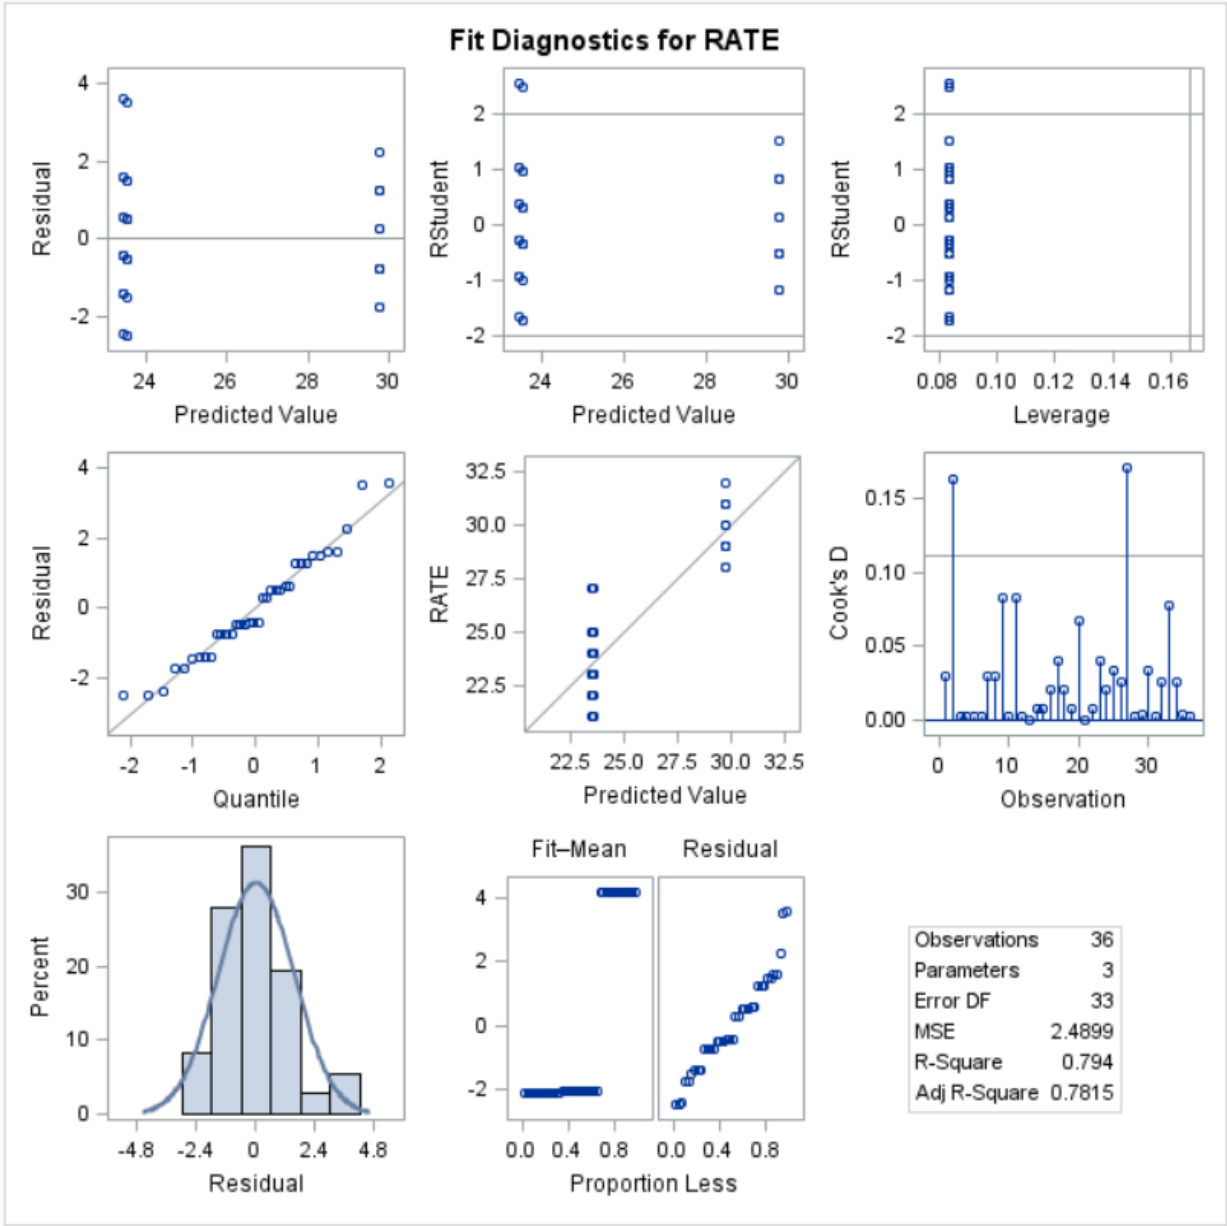 Fit Diagnostics for RATE
4
2
0
-2
Residual
24 26 28 30
Predicted Value
2
1
0
-1
-2
RStudent
24 26 28 30
Predicted Value
2
1
0
-1
-2
RStudent
0.08 0.10 0.12 0.14 0.16
Leverage
4
2
0
-2
Residual
-2 -1 0 1 2
Quantile
32.5
30.0
27.5
25.0
22.5
RATE
22.5 25.0 27.5 30.0 32.5
Predicted Value
0.15
0.10
0.05
0.00
Cook's D
0 10 20 30
Observation
30
20
10
0
Percent
-4.8 -2.4 0 2.4 4.8
Residual
Fit–Mean Residual
4
2
0
-2
0.0 0.4 0.8 0.0 0.4 0.8
Proportion Less
Observations 36
Parameters 3
Error DF 33
MSE 2.4899
R-Square 0.794
Adj R-Square 0.7815